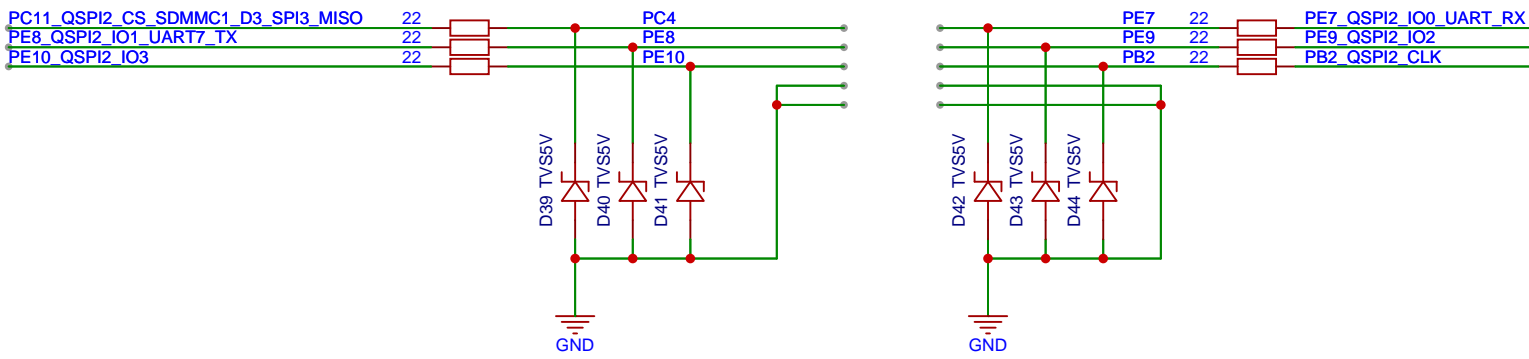 PC11_QSPI2_CS_SDMMC1_D3_SPI3_MISO 22 PC4 PE7 22 PE7_QSPI2_IO0_UART_RX
PE8_QSPI2_IO1_UART7_TX 22 PE8 PE9 22 PE9_QSPI2_IO2
PE10_QSPI2_IO3 22 PE10 PB2 22 PB2_QSPI2_CLK
D39 TVS5V
D40 TVS5V
D41 TVS5V
D42 TVS5V
D43 TVS5V
D44 TVS5V
GND GND